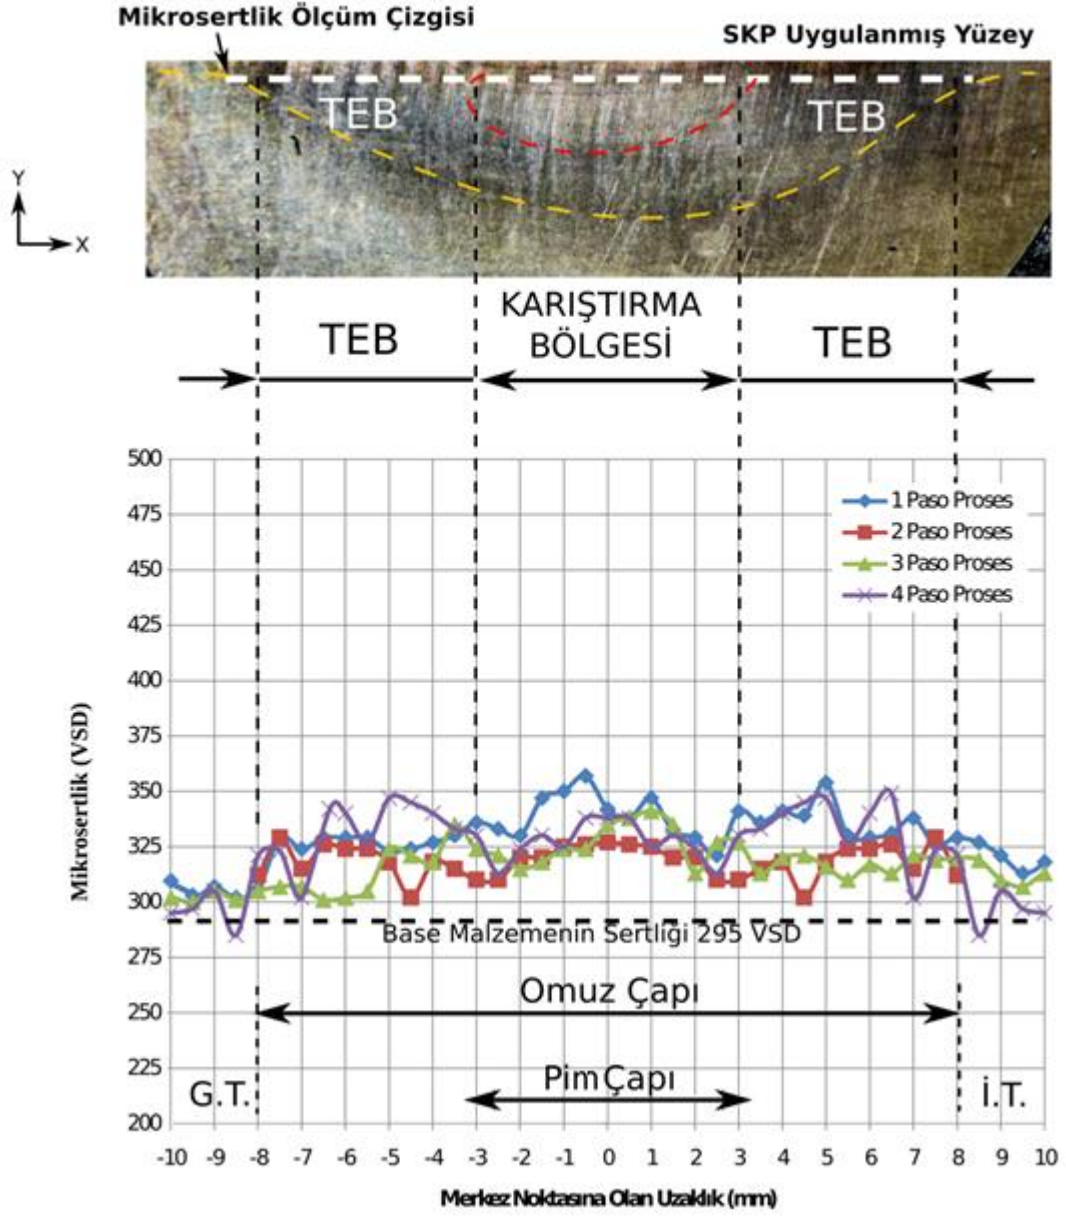 Mikrosertlik Ölçüm Çizgisi
SKP Uygulanmış Yüzey
TEB
TEB
Y
X
KARIŞTIRMA
BÖLGESİ
TEB
TEB
500
475
450
425
400
375
350
325
300
275
250
225
200
Mikrosertlik (VSD)
1 Paso Proses
2 Paso Proses
3 Paso Proses
4 Paso Proses
Base Malzemenin Sertliği 295 VSD
Omuz Çapı
Pim Çapı
G.T.
İ.T.
-10 -9 -8 -7 -6 -5 -4 -3 -2 -1 0 1 2 3 4 5 6 7 8 9 10
Merkez Noktasına Olan Uzaklık (mm)